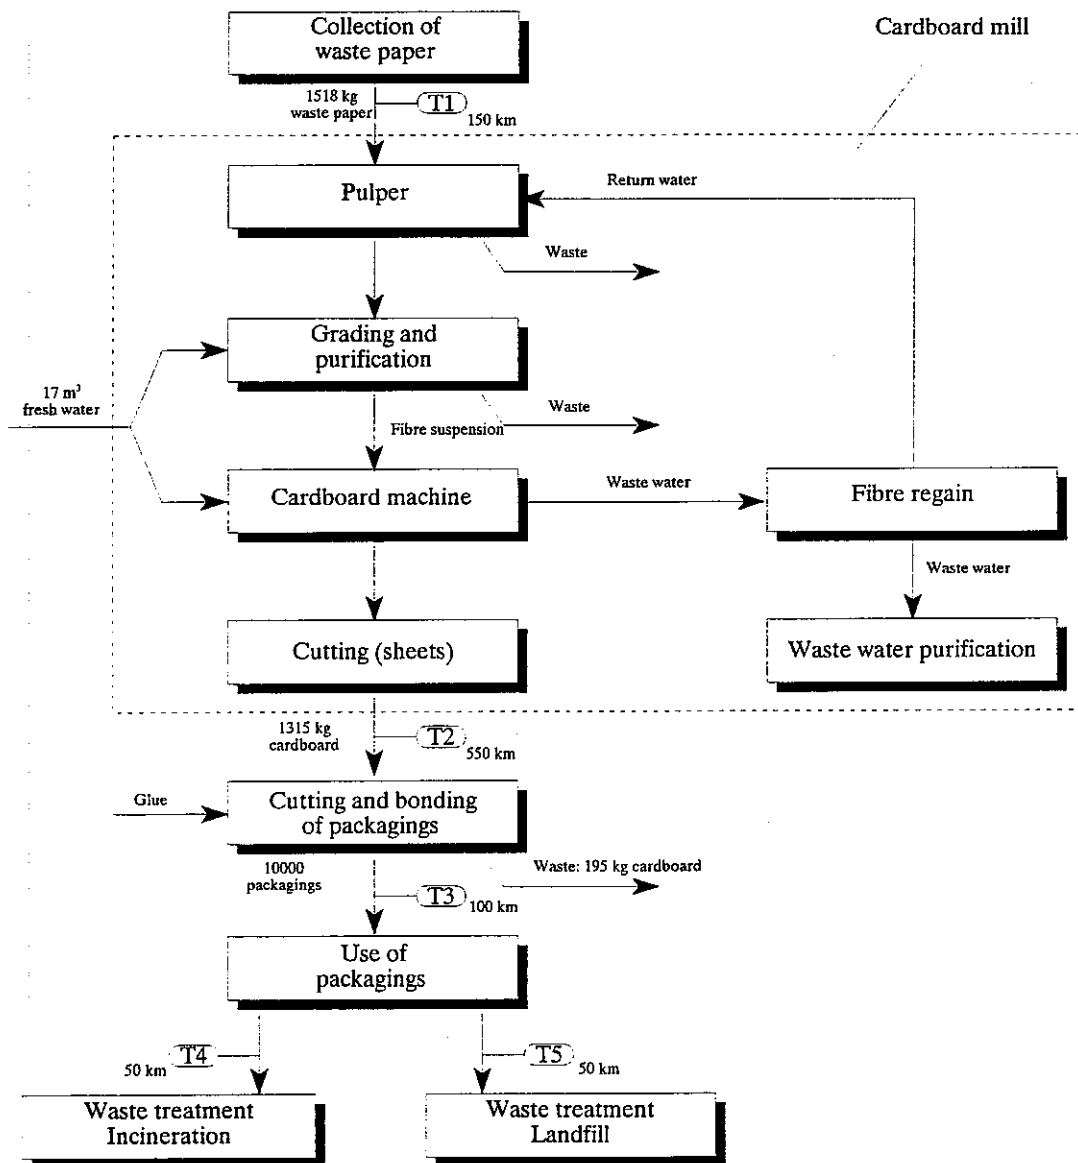 Collection of
waste paper
Cardboard mill
1518 kg
waste paper
T1
150 km
Pulper
Return water
Waste
Grading and
purification
17 m³
fresh water
Waste
Fibre suspension
Cardboard machine
Waste water
Fibre regain
Waste water
Cutting (sheets)
Waste water purification
1315 kg
cardboard
T2
550 km
Glue
Cutting and bonding
of packagings
10000
packagings
Waste: 195 kg cardboard
T3
100 km
Use of
packagings
T4
50 km
T5
50 km
Waste treatment
Incineration
Waste treatment
Landfill